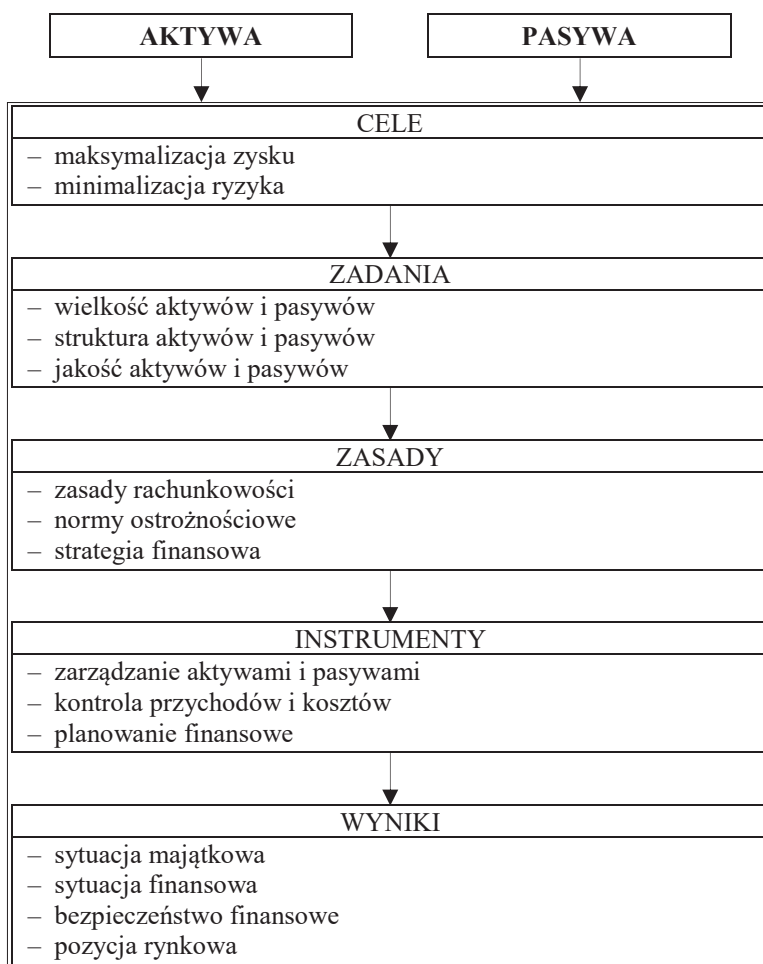 AKTYWA
PASYWA
CELE
– maksymalizacja zysku
– minimalizacja ryzyka
ZADANIA
– wielkość aktywów i pasywów
– struktura aktywów i pasywów
– jakość aktywów i pasywów
ZASADY
– zasady rachunkowości
– normy ostrożnościowe
– strategia finansowa
INSTRUMENTY
– zarządzanie aktywami i pasywami
– kontrola przychodów i kosztów
– planowanie finansowe
WYNIKI
– sytuacja majątkowa
– sytuacja finansowa
– bezpieczeństwo finansowe
– pozycja rynkowa